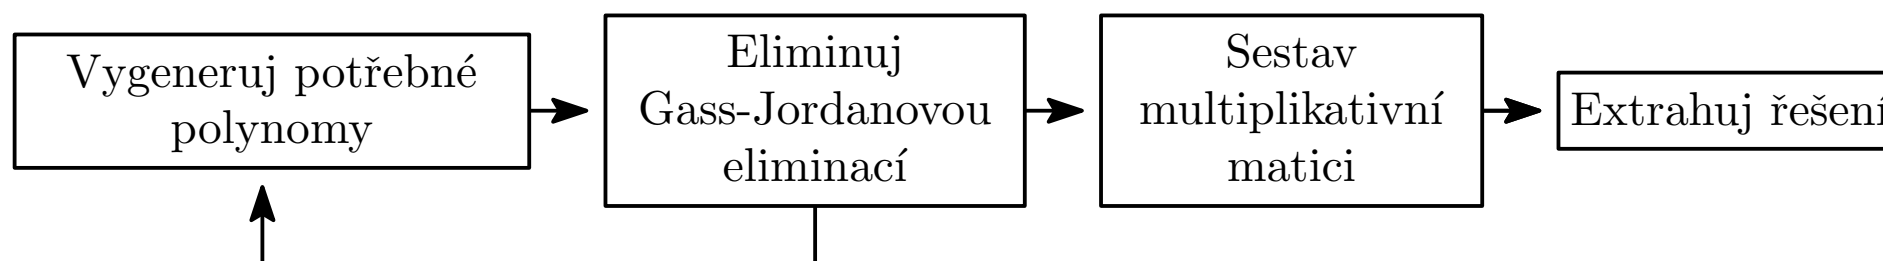 Vygeneruj potřebné
polynomy
Eliminuj
Gass-Jordanovou
eliminací
Sestav
multiplikativní
matici
Extrahuj řešení